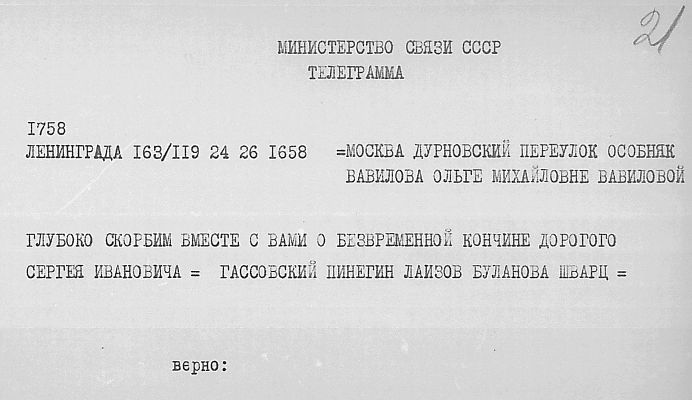 21
МИНИСТЕРСТВО СВЯЗИ СССР
ТЕЛЕГРАММА
I758
ЛЕНИНГРАДА I63/II9 24 26 I658 =МОСКВА ДУРНОВСКИЙ ПЕРЕУЛОК ОСОБНЯК
ВАВИЛОВА ОЛЬГЕ МИХАЙЛОВНЕ ВАВИЛОВОЙ
ГЛУБОКО СКОРБИМ ВМЕСТЕ С ВАМИ О БЕЗВРЕМЕННОЙ КОНЧИНЕ ДОРОГОГО
СЕРГЕЯ ИВАНОВИЧА = ГАССОВСКИЙ ПИНЕГИН ЛАИЗОВ БУЛАНОВА ШВАРЦ =
верно: